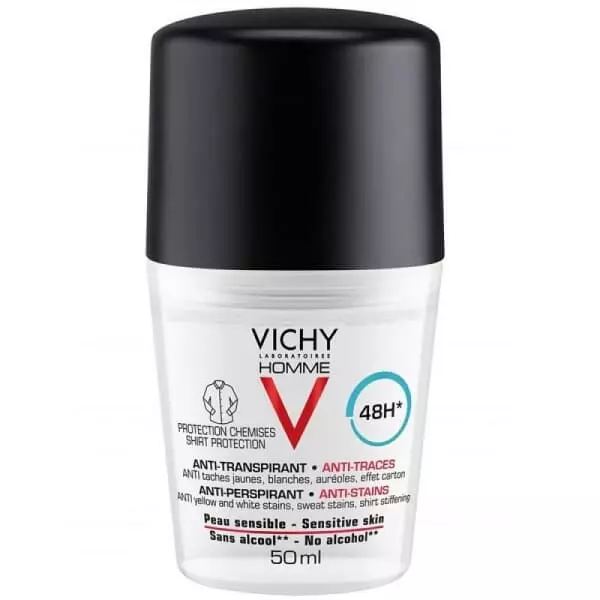 VICHY
LABORATOIRES
HOMME
V
48H*
PROTECTION CHEMISES
SHIRT PROTECTION
ANTI-TRANSPIRANT • ANTI-TRACES
ANTI taches jaunes, blanches, auréoles, effet carton
ANTI-PERSPIRANT • ANTI-STAINS
ANTI yellow and white stains, sweat stains, shirt stiffening
Peau sensible - Sensitive skin
Sans alcool** - No alcohol**
50ml